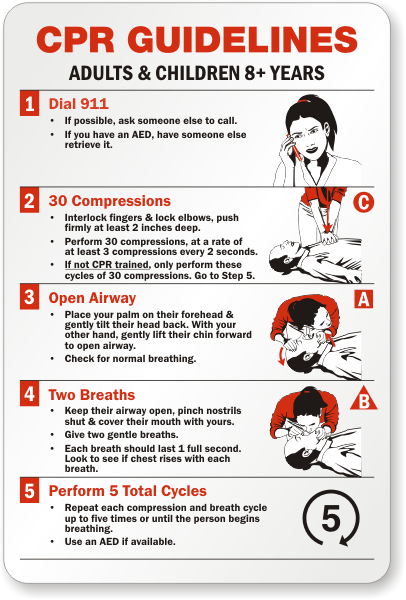 CPR GUIDELINES
ADULTS & CHILDREN 8+ YEARS
1 Dial 911
• If possible, ask someone else to call.
• If you have an AED, have someone else
retrieve it.
2 30 Compressions
C
• Interlock fingers & lock elbows, push
firmly at least 2 inches deep.
• Perform 30 compressions, at a rate of
at least 3 compressions every 2 seconds.
• If not CPR trained, only perform these
cycles of 30 compressions. Go to Step 5.
3 Open Airway
A
• Place your palm on their forehead &
gently tilt their head back. With your
other hand, gently lift their chin forward
to open airway.
• Check for normal breathing.
4 Two Breaths
B
• Keep their airway open, pinch nostrils
shut & cover their mouth with yours.
• Give two gentle breaths.
• Each breath should last 1 full second.
Look to see if chest rises with each
breath.
5 Perform 5 Total Cycles
• Repeat each compression and breath cycle
up to five times or until the person begins
breathing.
• Use an AED if available.
5